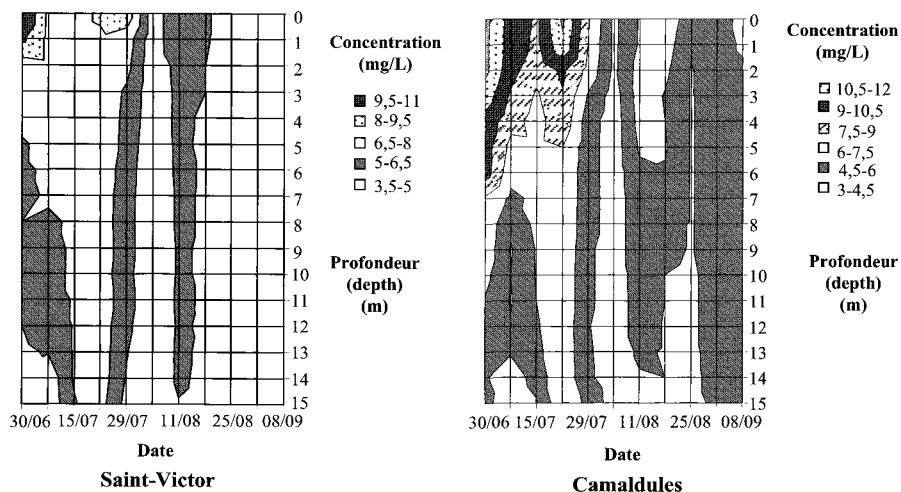 0
1
2
3
4
5
6
7
8
9
10
11
12
13
14
15
30/06 15/07 29/07 11/08 25/08 08/09
Date
Saint-Victor
Concentration
(mg/L)
9,5-11
8-9,5
6,5-8
5-6,5
3,5-5
Profondeur
(depth)
(m)
0
1
2
3
4
5
6
7
8
9
10
11
12
13
14
15
30/06 15/07 29/07 11/08 25/08 08/09
Date
Camaldules
Concentration
(mg/L)
10,5-12
9-10,5
7,5-9
6-7,5
4,5-6
3-4,5
Profondeur
(depth)
(m)